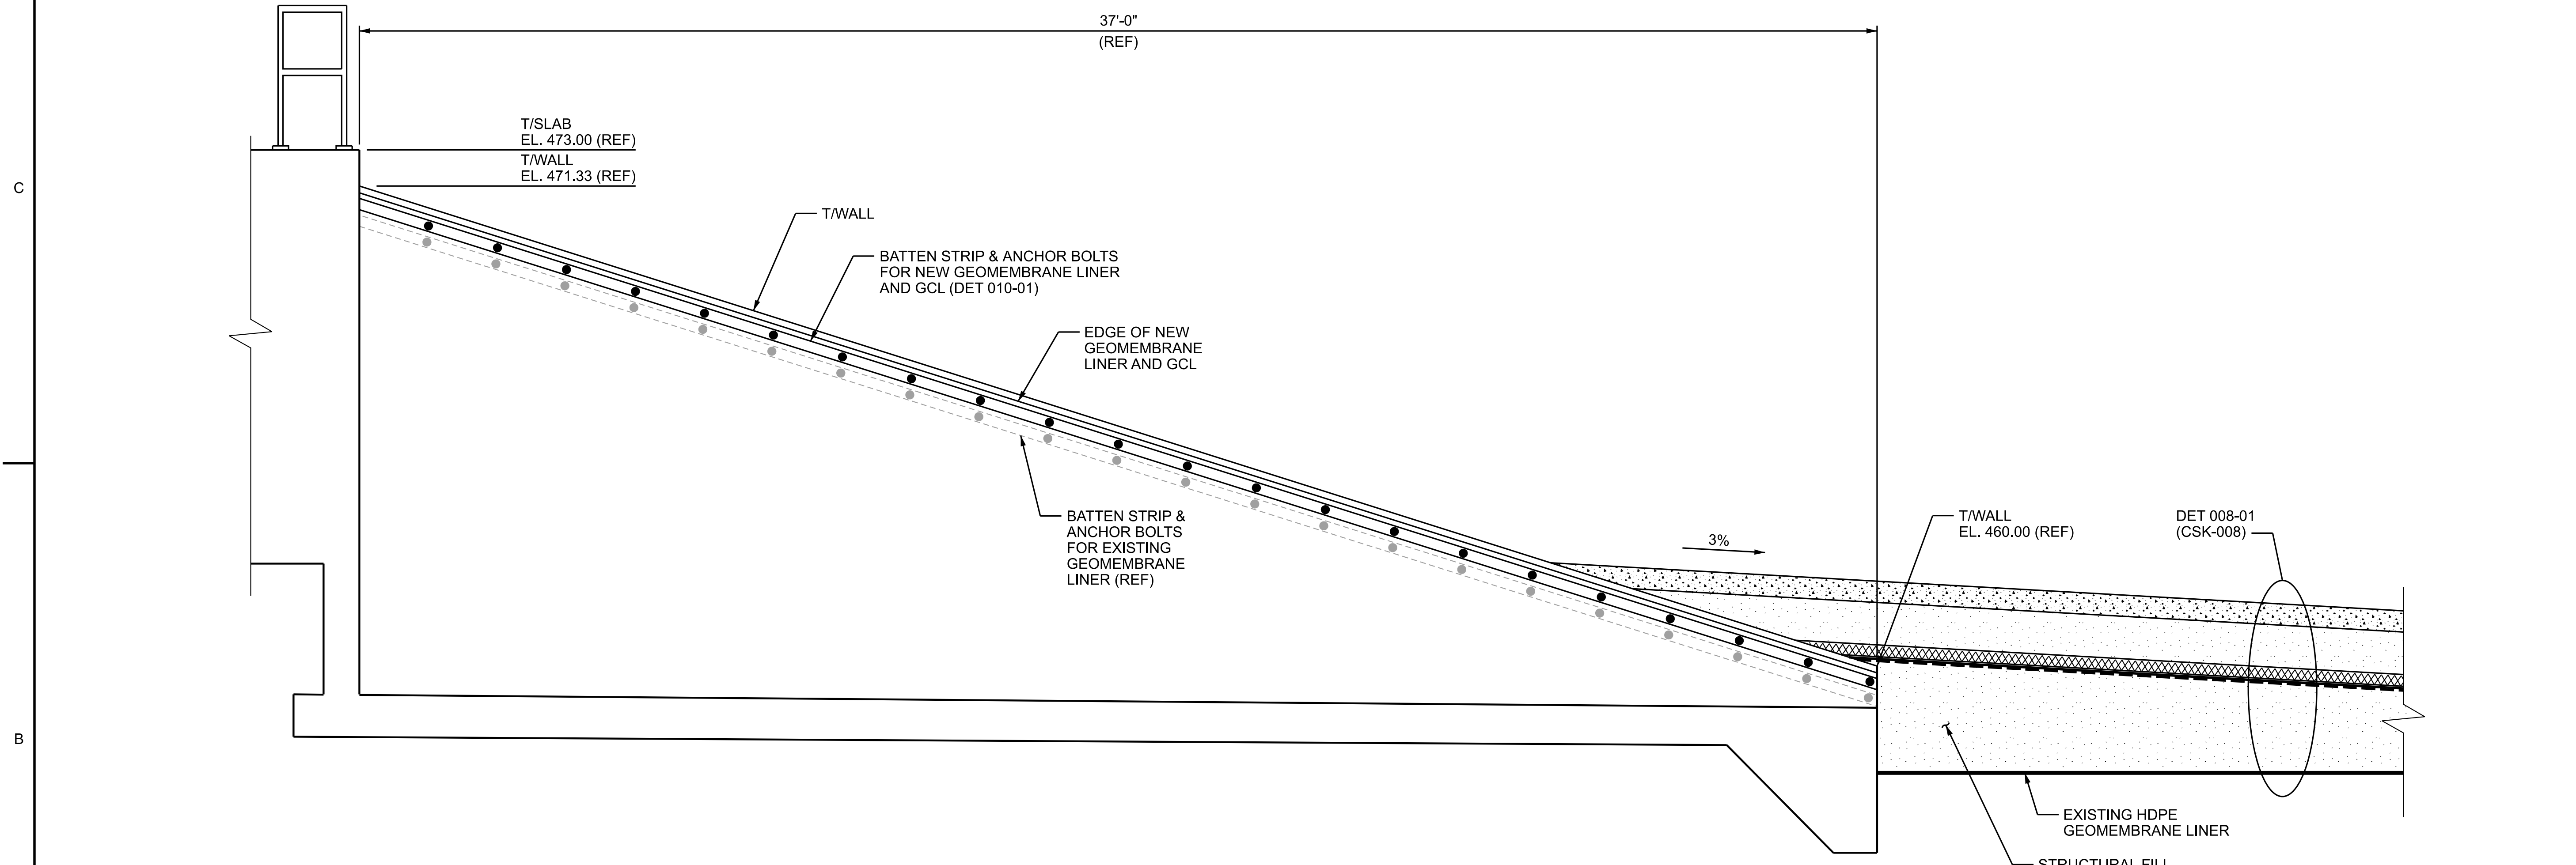 37'-0"
(REF)
T/SLAB
EL. 473.00 (REF)
T/WALL
EL. 471.33 (REF)
C
T/WALL
BATTEN STRIP & ANCHOR BOLTS
FOR NEW GEOMEMBRANE LINER
AND GCL (DET 010-01)
EDGE OF NEW
GEOMEMBRANE
LINER AND GCL
BATTEN STRIP &
ANCHOR BOLTS
FOR EXISTING
GEOMEMBRANE
LINER (REF)
3%
T/WALL
EL. 460.00 (REF)
DET 008-01
(CSK-008)
B
EXISTING HDPE
GEOMEMBRANE LINER
STRUCTURAL FILL